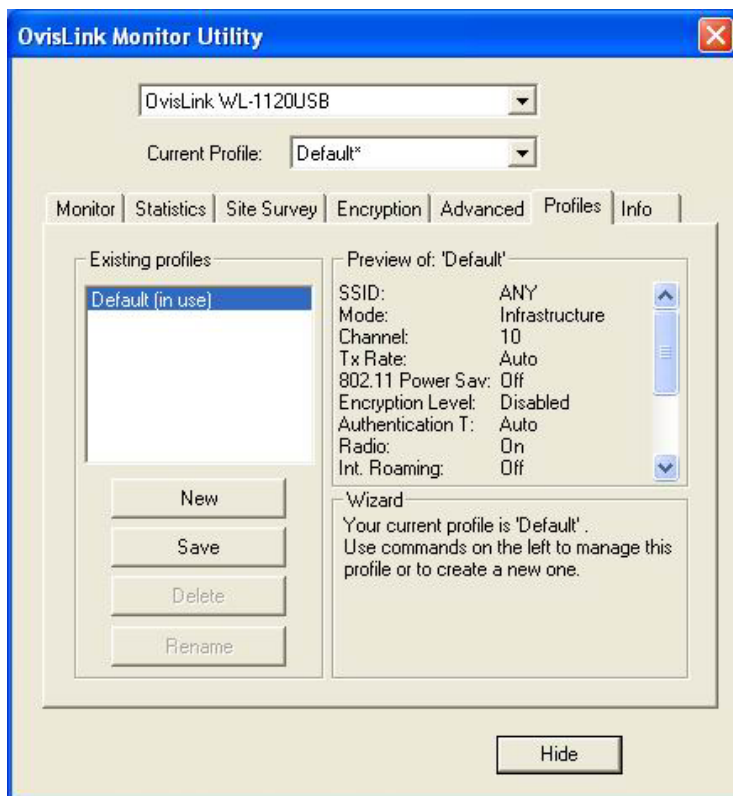 OvisLink Monitor Utility
OvisLink WL-1120USB
Current Profile: Default*
Monitor Statistics Site Survey Encryption Advanced Profiles Info
Existing profiles
Default (in use)
New
Save
Delete
Rename
Preview of: 'Default'
SSID: ANY
Mode: Infrastructure
Channel: 10
Tx Rate: Auto
802.11 Power Sav: Off
Encryption Level: Disabled
Authentication T: Auto
Radio: On
Int. Roaming: Off
Wizard
Your current profile is 'Default' .
Use commands on the left to manage this
profile or to create a new one.
Hide